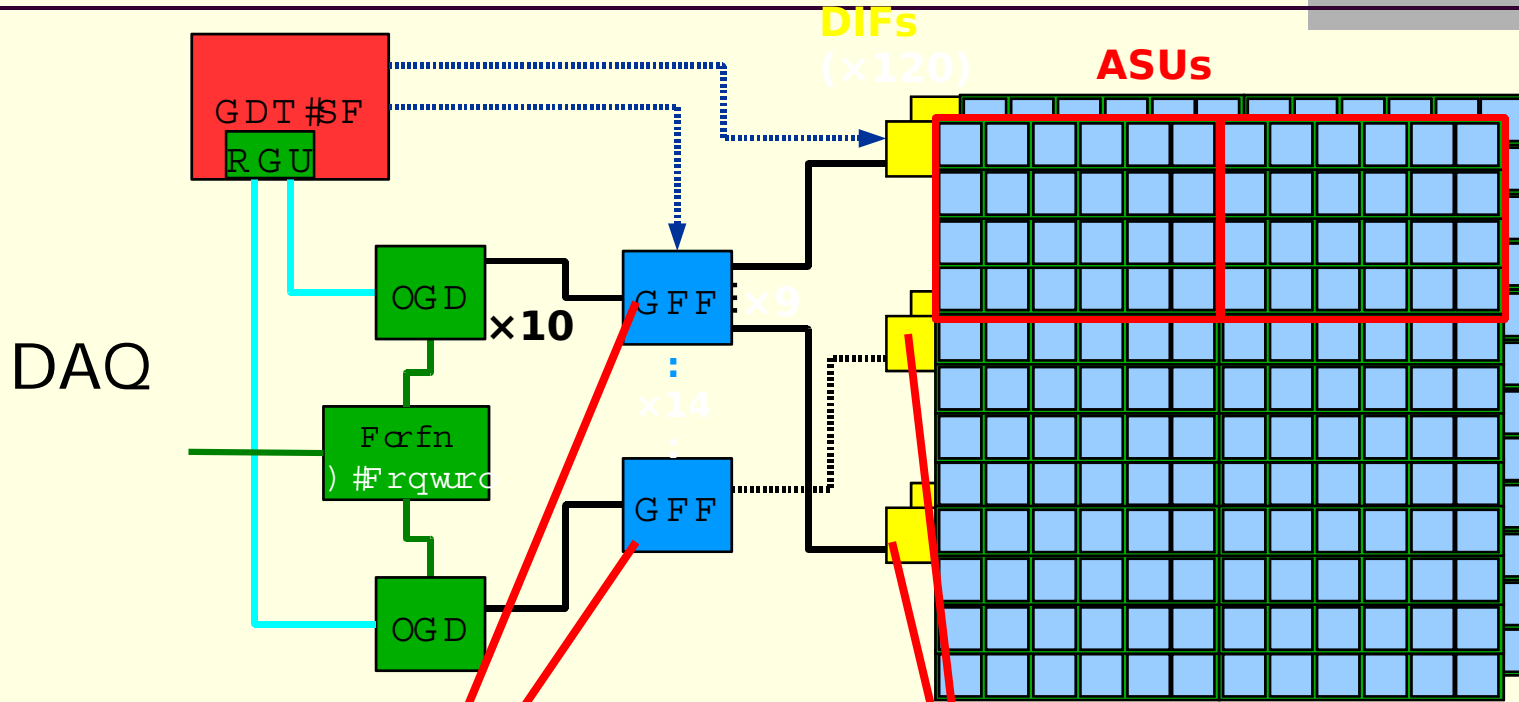 DIFs
(×120)
ASUs
GDT#SF
RGU
OGD
×10
GFF
×9
DAQ
:
×14
:
Forfn
)#Frqwuro
GFF
OGD